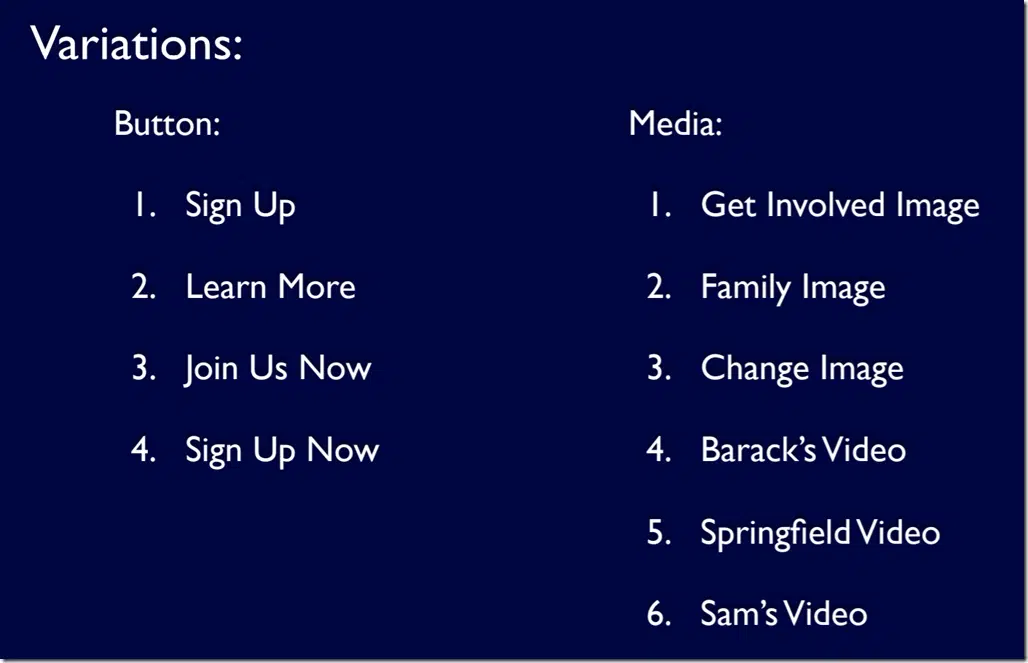 Variations:
Button:
1. Sign Up
2. Learn More
3. Join Us Now
4. Sign Up Now
Media:
1. Get Involved Image
2. Family Image
3. Change Image
4. Barack’s Video
5. Springfield Video
6. Sam’s Video